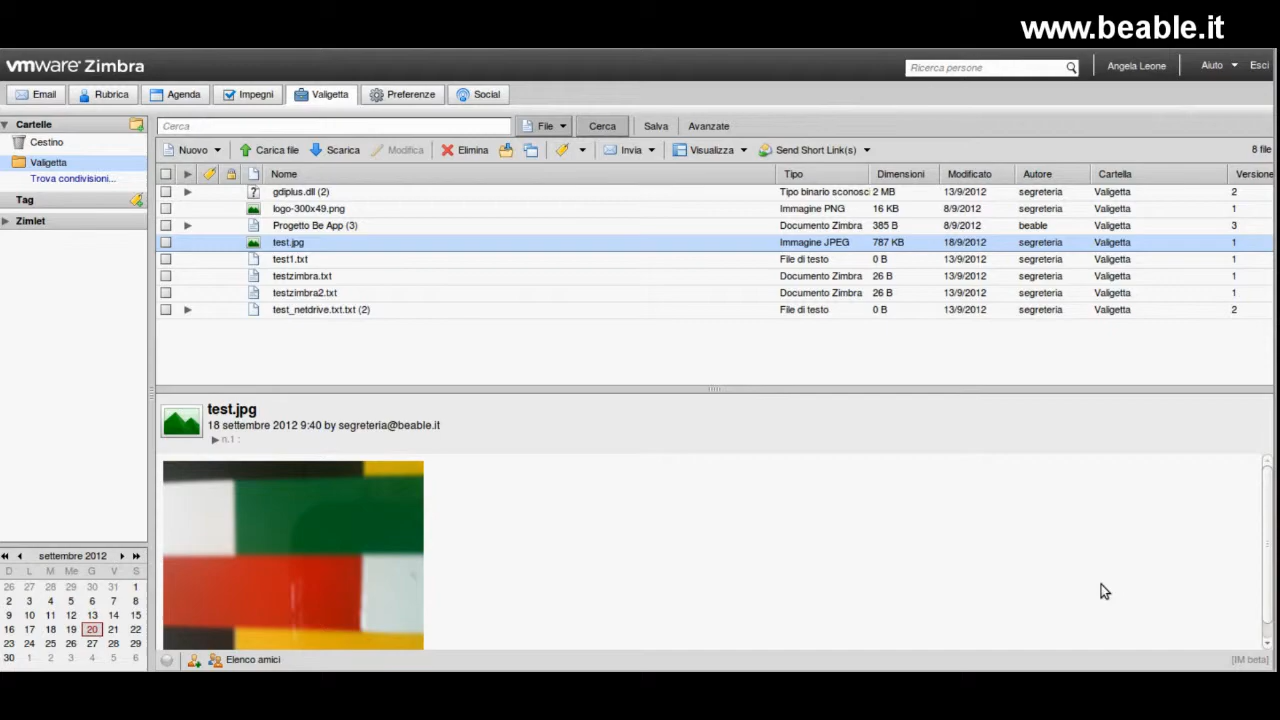 www.beable.it
vmware Zimbra
Ricerca persone
Angela Leone
Aiuto
Esci
Email Rubrica Agenda Impegni Valigetta Preferenze Social
Cartelle
Cestino
Valigetta
Trova condivisioni...
Tag
Zimlet
Cerca File Cerca Salva Avanzate
Nuovo Carica file Scarica Modifica Elimina Invia Visualizza Send Short Link(s) 8 file
Nome Tipo Dimensioni Modificato Autore Cartella Versione
gdiplus.dll (2) Tipo binario sconosci 2 MB 13/9/2012 segreteria Valigetta 2
logo-300x49.png Immagine PNG 16 KB 8/9/2012 segreteria Valigetta 1
Progetto Be App (3) Documento Zimbra 385 B 8/9/2012 beable Valigetta 3
test.jpg Immagine JPEG 787 KB 18/9/2012 segreteria Valigetta 1
test1.txt File di testo 0 B 13/9/2012 segreteria Valigetta 1
testzimbra.txt Documento Zimbra 26 B 13/9/2012 segreteria Valigetta 1
testzimbra2.txt Documento Zimbra 26 B 13/9/2012 segreteria Valigetta 1
test_netdrive.txt.txt (2) File di testo 0 B 13/9/2012 segreteria Valigetta 2
test.jpg
18 settembre 2012 9:40 by segreteria@beable.it
n.1 :
settembre 2012
D L M Me G V S
26 27 28 29 30 31 1
2 3 4 5 6 7 8
9 10 11 12 13 14 15
16 17 18 19 20 21 22
23 24 25 26 27 28 29
30 1 2 3 4 5 6
Elenco amici
[IM beta]